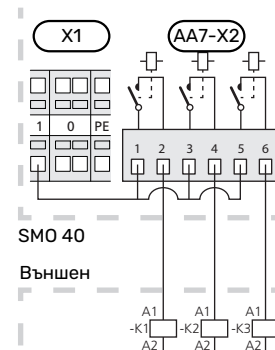 X1
AA7-X2
1 0 PE
1 2 3 4 5 6
SMO 40
Външен
A1 A1 A1
-K1 -K2 -K3
A2 A2 A2